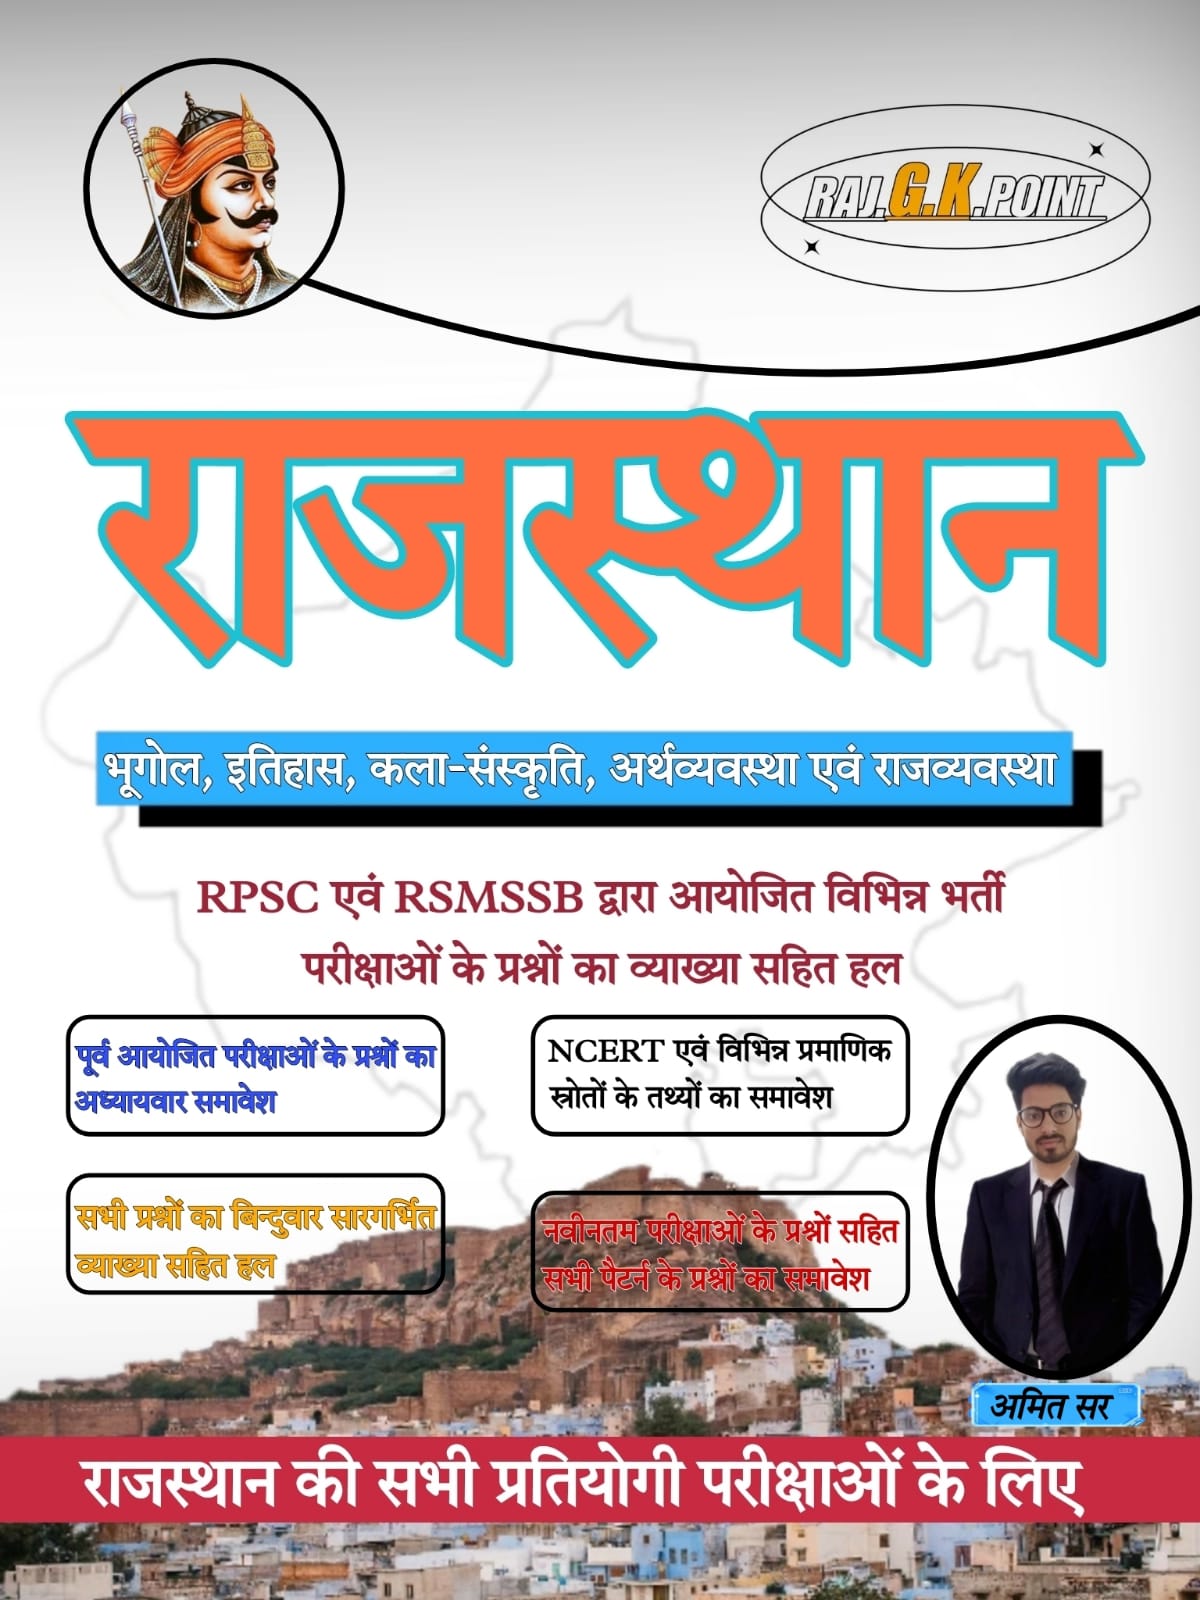 RAJ.G.K.POINT
राजस्थान
भूगोल, इतिहास, कला-संस्कृति, अर्थव्यवस्था एवं राजव्यवस्था
RPSC एवं RSMSSB द्वारा आयोजित विभिन्न भर्ती
परीक्षाओं के प्रश्नों का व्याख्या सहित हल
पूर्व आयोजित परीक्षाओं के प्रश्नों का
अध्यायवार समावेश
NCERT एवं विभिन्न प्रमाणिक
स्रोतों के तथ्यों का समावेश
सभी प्रश्नों का बिन्दुवार सारगर्भित
व्याख्या सहित हल
नवीनतम परीक्षाओं के प्रश्नों सहित
सभी पैटर्न के प्रश्नों का समावेश
अमित सर
राजस्थान की सभी प्रतियोगी परीक्षाओं के लिए